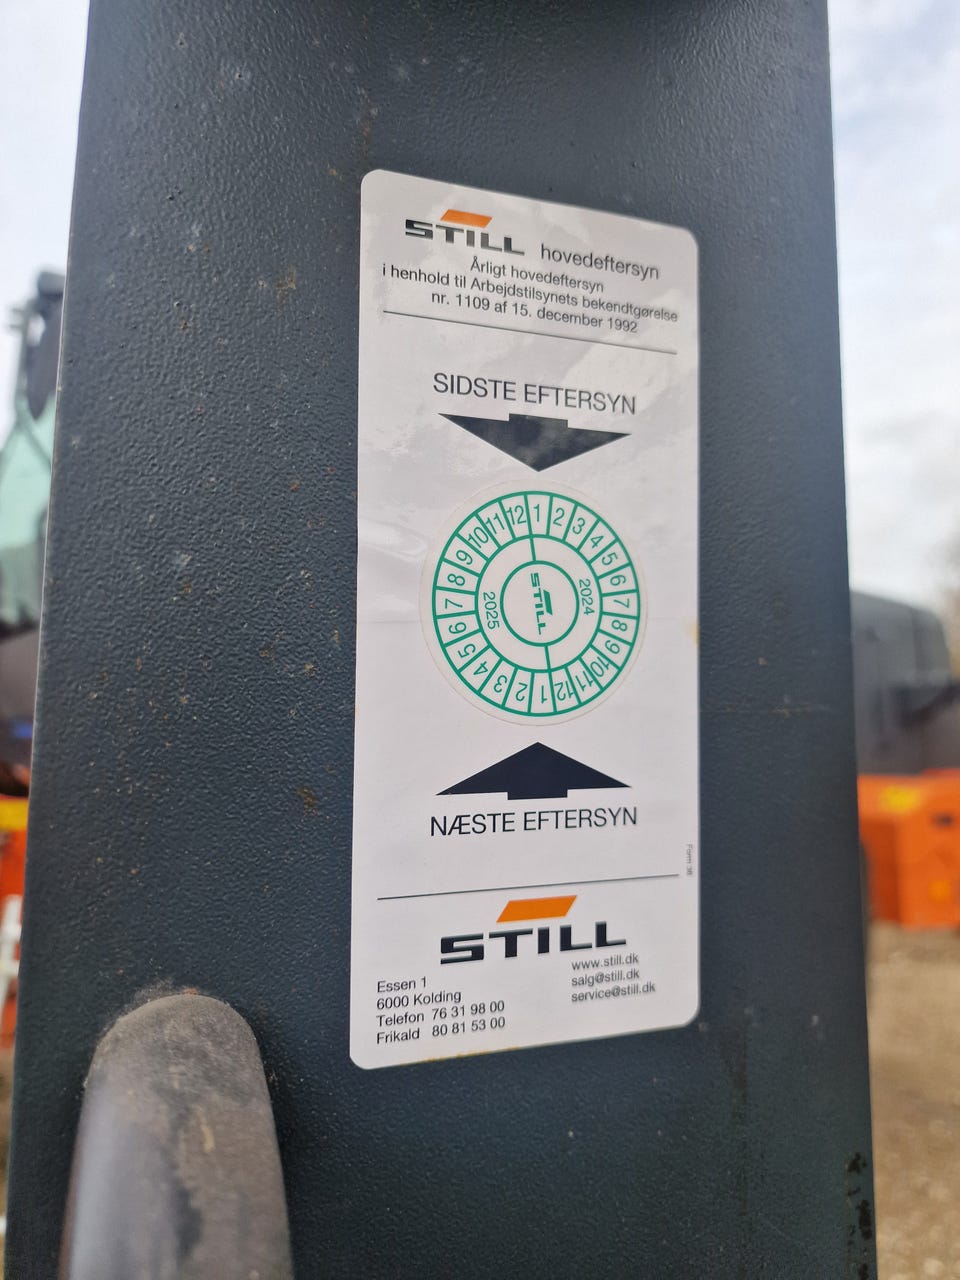 STILL hovedeftersyn
Årligt hovedeftersyn
i henhold til Arbejdstilsynets bekendtgørelse
nr. 1109 af 15. december 1992
SIDSTE EFTERSYN
1 2 3 4 5 6 7 8 9 10 11 12 1 2 3 4 5 6 7 8 9 10 11 12
2024
2025
STILL
NÆSTE EFTERSYN
Form 38
STILL
Essen 1
6000 Kolding
Telefon 76 31 98 00
Frikald 80 81 53 00
www.still.dk
salg@still.dk
service@still.dk